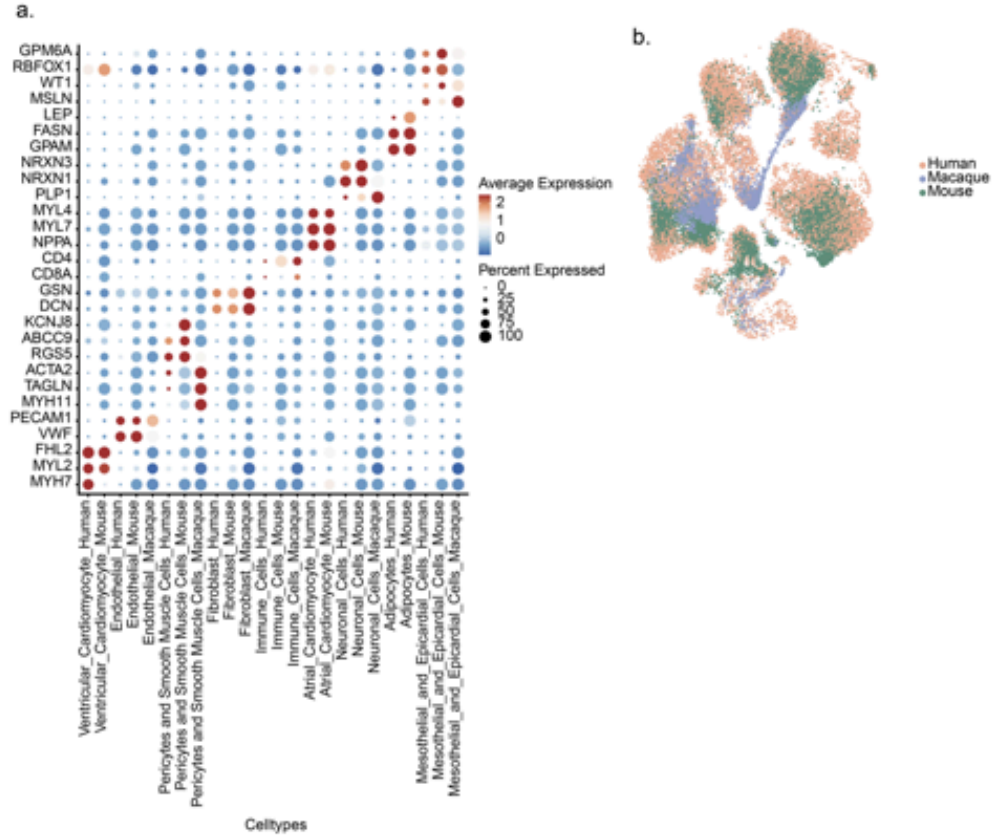 a.
GPM6A
RBFOX1
WT1
MSLN
LEP
FASN
GPAM
NRXN3
NRXN1
PLP1
MYL4
MYL7
NPPA
CD4
CD8A
GSN
DCN
KCNJ8
ABCC9
RGS5
ACTA2
TAGLN
MYH11
PECAM1
VWF
FHL2
MYL2
MYH7
Ventricular_Cardiomyocyte_Human
Ventricular_Cardiomyocyte_Mouse
Endothelial_Human
Endothelial_Mouse
Endothelial_Macaque
Pericytes and Smooth Muscle Cells_Human
Pericytes and Smooth Muscle Cells_Mouse
Pericytes and Smooth Muscle Cells_Macaque
Fibroblast_Human
Fibroblast_Mouse
Fibroblast_Macaque
Immune_Cells_Human
Immune_Cells_Mouse
Immune_Cells_Macaque
Atrial_Cardiomyocyte_Human
Atrial_Cardiomyocyte_Mouse
Neuronal_Cells_Human
Neuronal_Cells_Mouse
Neuronal_Cells_Macaque
Adipocytes_Human
Adipocytes_Mouse
Mesothelial_and_Epicardial_Cells_Human
Mesothelial_and_Epicardial_Cells_Mouse
Mesothelial_and_Epicardial_Cells_Macaque
Celltypes
Average Expression
2
1
0
Percent Expressed
0
25
50
75
100
b.
Human
Macaque
Mouse